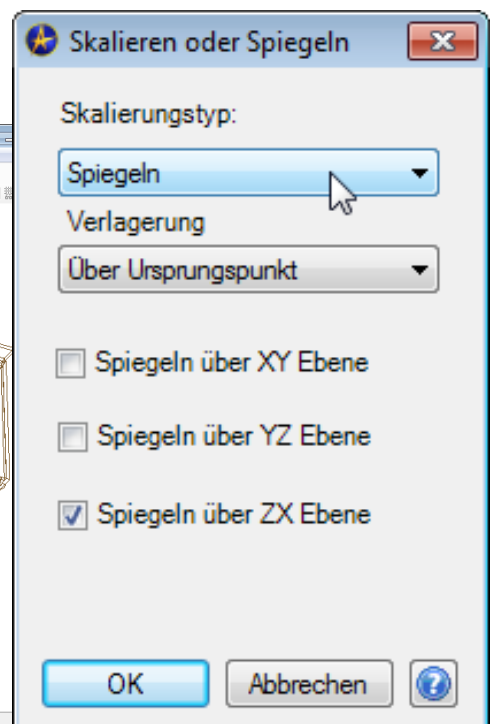 Skalieren oder Spiegeln
Skalierungstyp:
Spiegeln
Verlagerung
Über Ursprungspunkt
Spiegeln über XY Ebene
Spiegeln über YZ Ebene
Spiegeln über ZX Ebene
OK Abbrechen ?